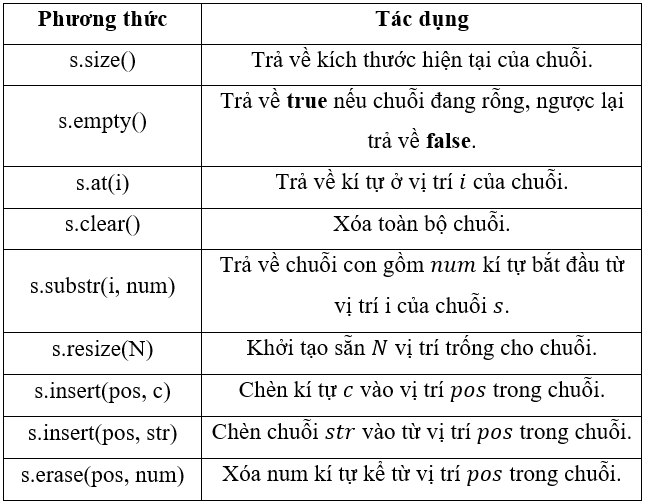 Phương thức Tác dụng
s.size() Trả về kích thước hiện tại của chuỗi.
s.empty() Trả về true nếu chuỗi đang rỗng, ngược lại
trả về false.
s.at(i) Trả về kí tự ở vị trí i của chuỗi.
s.clear() Xóa toàn bộ chuỗi.
s.substr(i, num) Trả về chuỗi con gồm num kí tự bắt đầu từ
vị trí i của chuỗi s.
s.resize(N) Khởi tạo sẵn N vị trí trống cho chuỗi.
s.insert(pos, c) Chèn kí tự c vào vị trí pos trong chuỗi.
s.insert(pos, str) Chèn chuỗi str vào từ vị trí pos trong chuỗi.
s.erase(pos, num) Xóa num kí tự kể từ vị trí pos trong chuỗi.